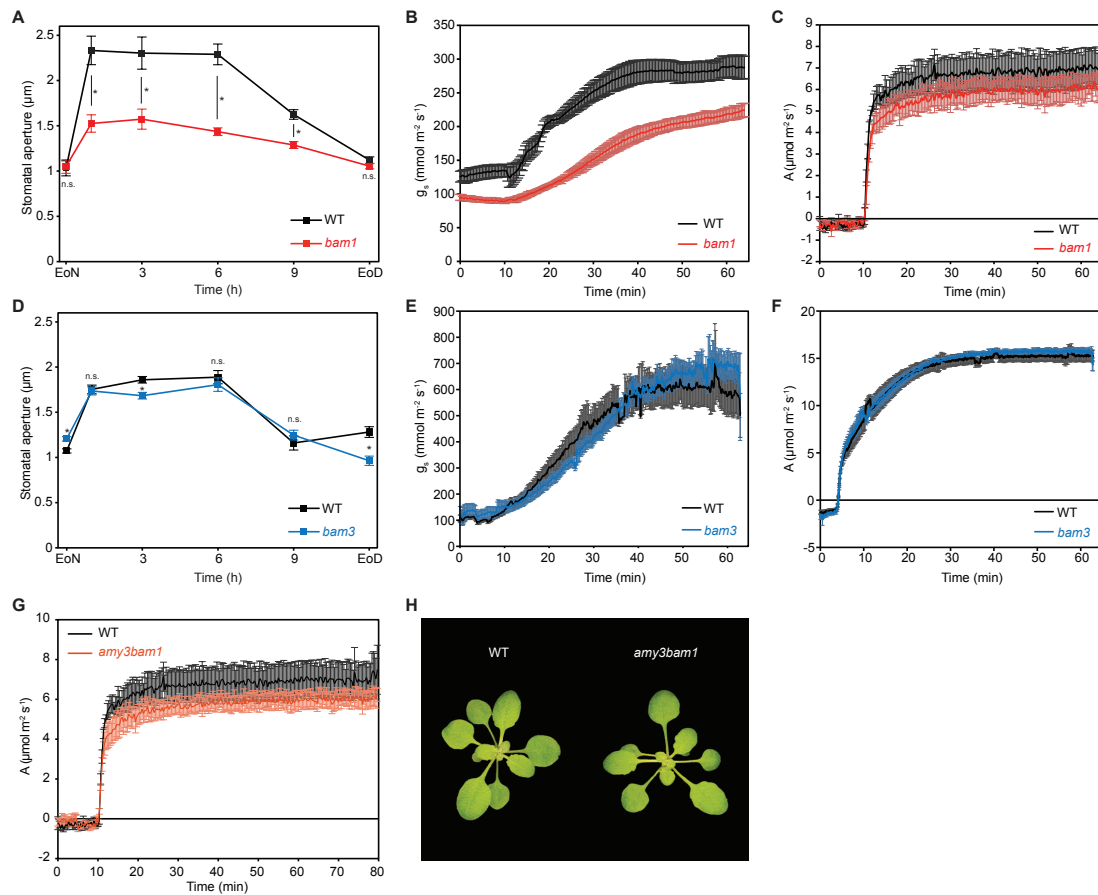 A
Stomatal aperture (µm)
2.5
2
1.5
1
0.5
0
n.s.
*
*
*
*
n.s.
WT
bam1
EoN 3 6 9 EoD
Time (h)
B
gs (mmol m-2 s-1)
350
300
250
200
150
100
50
0
WT
bam1
0 10 20 30 40 50 60
Time (min)
C
A (µmol m-2 s-1)
9
8
7
6
5
4
3
2
1
0
-1
-2
WT
bam1
0 10 20 30 40 50 60
Time (min)
D
Stomatal aperture (µm)
2.5
2
1.5
1
0.5
0
*
n.s.
*
n.s.
n.s.
*
WT
bam3
EoN 3 6 9 EoD
Time (h)
E
gs (mmol m-2 s-1)
900
800
700
600
500
400
300
200
100
0
WT
bam3
0 10 20 30 40 50 60
Time (min)
F
A (µmol m-2 s-1)
20
15
10
5
0
-5
WT
bam3
0 10 20 30 40 50 60
Time (min)
G
A (µmol m-2 s-1)
10
8
6
4
2
0
-2
WT
amy3bam1
0 10 20 30 40 50 60 70 80
Time (min)
H
WT amy3bam1